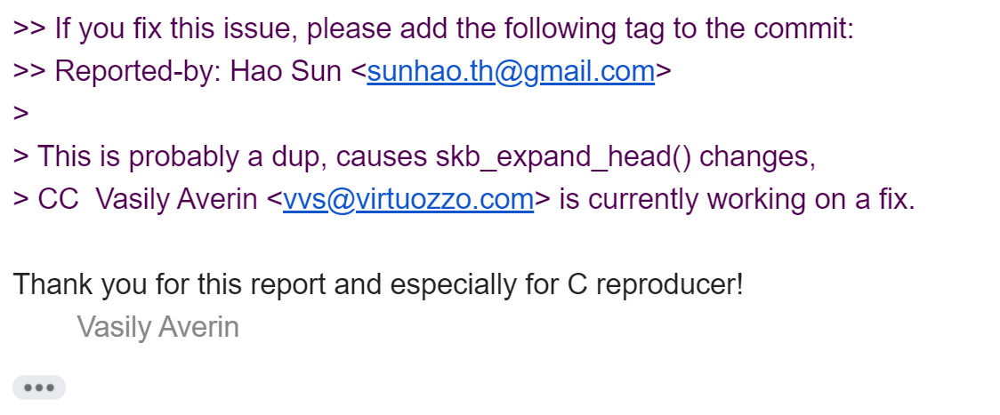 >> If you fix this issue, please add the following tag to the commit:
>> Reported-by: Hao Sun <sunhao.th@gmail.com>
>
> This is probably a dup, causes skb_expand_head() changes,
> CC  Vasily Averin <vvs@virtuozzo.com> is currently working on a fix.
Thank you for this report and especially for C reproducer!
Vasily Averin